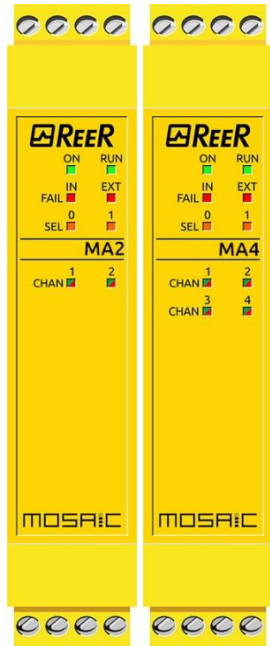 REER
ON RUN
IN EXT
FAIL
0 1
SEL
MA2
1 2
CHAN
MOSAIC
REER
ON RUN
IN EXT
FAIL
0 1
SEL
MA4
1 2
CHAN
3 4
CHAN
MOSAIC